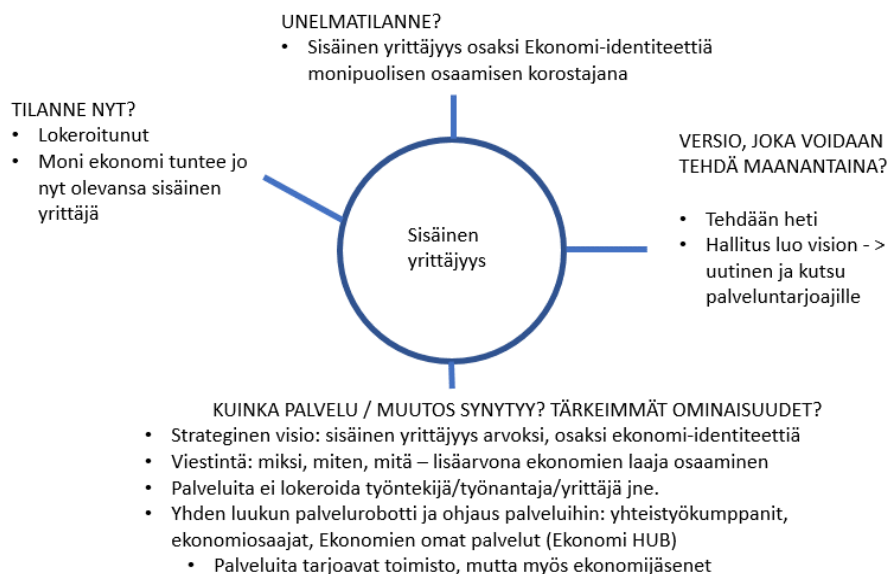 UNELMATILANNE?
• Sisäinen yrittäjyys osaksi Ekonomi-identiteettiä
monipuolisen osaamisen korostajana
TILANNE NYT?
• Lokeroitunut
• Moni ekonomi tuntee jo
nyt olevansa sisäinen
yrittäjä
VERSIO, JOKA VOIDAAN
TEHDÄ MAANANTAINA?
• Tehdään heti
• Hallitus luo vision - >
uutinen ja kutsu
palveluntarjoajille
Sisäinen
yrittäjyys
KUINKA PALVELU / MUUTOS SYNYTYY? TÄRKEIMMÄT OMINAISUUDET?
• Strateginen visio: sisäinen yrittäjyys arvoksi, osaksi ekonomi-identiteettiä
• Viestintä: miksi, miten, mitä – lisäarvona ekonomien laaja osaaminen
• Palveluita ei lokeroida työntekijä/työnantaja/yrittäjä jne.
• Yhden luukun palvelurobotti ja ohjaus palveluihin: yhteistyökumppanit,
ekonomiosaajat, Ekonomien omat palvelut (Ekonomi HUB)
• Palveluita tarjoavat toimisto, mutta myös ekonomijäsenet